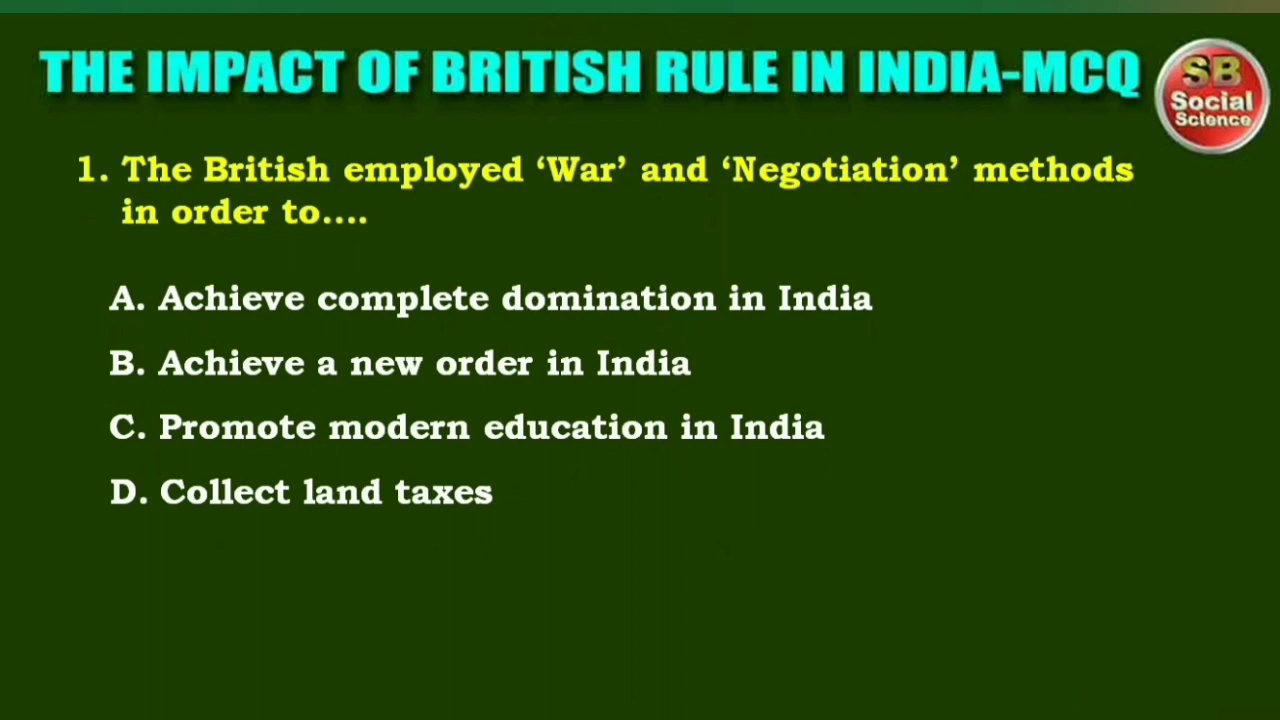 THE IMPACT OF BRITISH RULE IN INDIA-MCQ
SB
Social
Science
1. The British employed ‘War’ and ‘Negotiation’ methods
in order to....
A. Achieve complete domination in India
B. Achieve a new order in India
C. Promote modern education in India
D. Collect land taxes